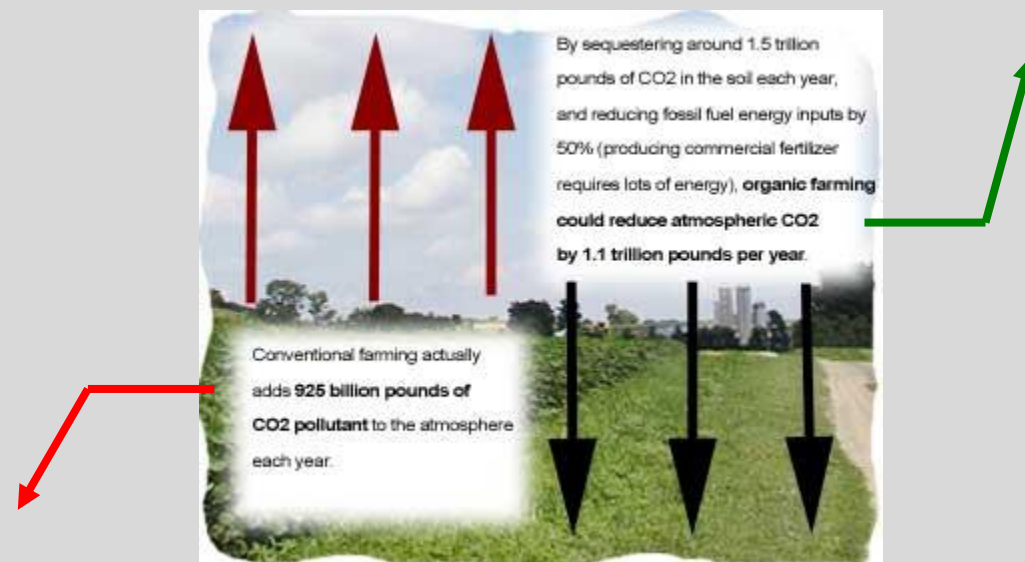 By sequestering around 1.5 trillion
pounds of CO2 in the soil each year,
and reducing fossil fuel energy inputs by
50% (producing commercial fertilizer
requires lots of energy), organic farming
could reduce atmospheric CO2
by 1.1 trillion pounds per year.
Conventional farming actually
adds 925 billion pounds of
CO2 pollutant to the atmosphere
each year.